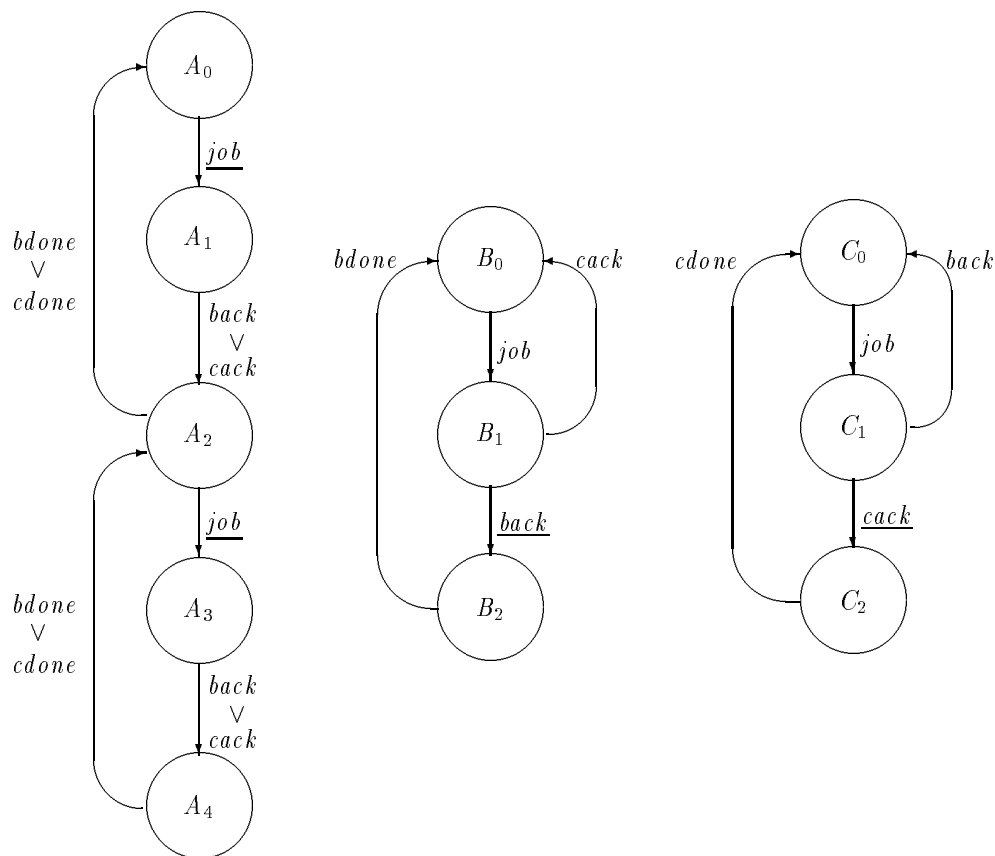 A0
job
A1
bdone
∨
cdone
back
∨
cack
A2
job
A3
bdone
∨
cdone
back
∨
cack
A4
bdone
B0
cack
job
B1
back
B2
cdone
C0
back
job
C1
cack
C2